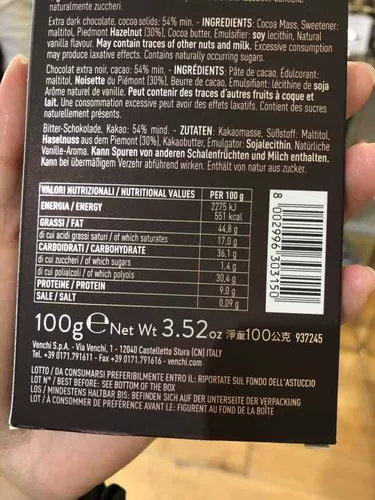 naturalmente zuccheri.
Extra dark chocolate, cocoa solids: 54% min. - INGREDIENTS: Cocoa Mass, Sweetener:
maltitol, Piedmont Hazelnut (30%), Cocoa butter, Emulsifier: soy lecithin, Natural
vanilla flavour. May contain traces of other nuts and milk. Excessive consumption
may produce laxative effects. Contains naturally occurring sugars.
Chocolat extra noir, cacao: 54% min. - INGRÉDIENTS: Pâte de cacao, Édulcorant:
maltitol, Noisette du Piémont (30%), Beurre de cacao, Émulsifiant: lécithine de soja
Arôme naturel de vanille. Peut contenir des traces d'autres fruits à coque et
lait. Une consommation excessive peut avoir des effets laxatifs. Contient des sucres
naturellement présents.
Bitter-Schokolade, Kakao: 54% mind. - ZUTATEN: Kakaomasse, Süßstoff: Maltitol,
Haselnuss aus dem Piemont (30%), Kakaobutter, Emulgator: Sojalecithin, Natürliche
Vanille-Aroma. Kann Spuren von anderen Schalenfrüchten und Milch enthalten.
Kann bei übermäßigem Verzehr abführend wirken. Enthält von natur aus zucker.
VALORI NUTRIZIONALI / NUTRITIONAL VALUES PER 100 g
ENERGIA / ENERGY 2275 kJ
551 kcal
GRASSI / FAT 44,8 g
di cui acidi grassi saturi / of which saturates 17,0 g
CARBOIDRATI / CARBOHYDRATE 36,1 g
di cui zuccheri / of which sugars 1,4 g
di cui polialcoli / of which polyols 30,4 g
PROTEINE / PROTEIN 9,0 g
SALE / SALT 0,09 g
8 002996 303150
100g ℮ Net Wt 3.52oz 淨重100公克 937245
Venchi S.p.A. - Via Venchi, 1 - 12040 Castelletto Stura (CN) ITALY
Tel. +39 0171.791611 - Fax +39 0171.791616 - venchi.com
LOTTO / DA CONSUMARSI PREFERIBILMENTE ENTRO IL: RIPORTATE SUL FONDO DELL'ASTUCCIO
LOT N° / BEST BEFORE: SEE BOTTOM OF THE BOX
LOS / MINDESTENS HALTBAR BIS: BEFINDEN SICH AUF DER UNTERSEITE DER VERPACKUNG
LOT / À CONSOMMER DE PRÉFÉRENCE AVANT LE: FIGURENT AU FOND DE LA BOÎTE